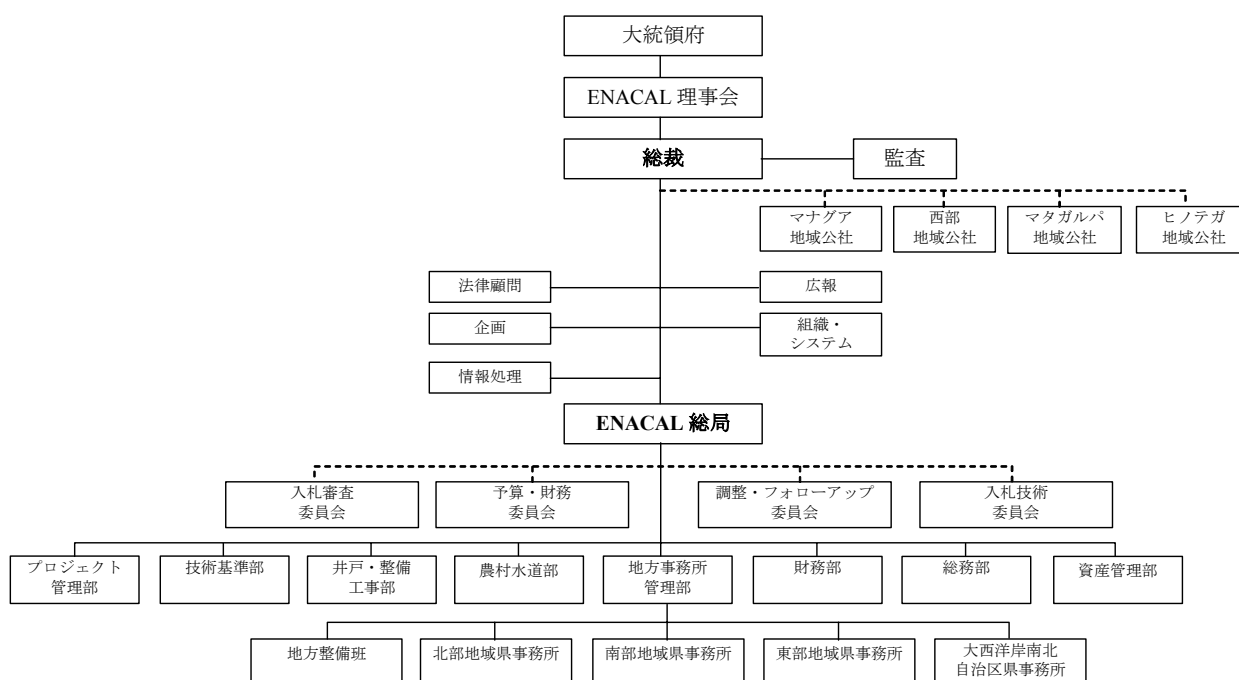 大統領府
ENACAL 理事会
総裁
監査
マナグア
地域公社
西部
地域公社
マタガルパ
地域公社
ヒノテガ
地域公社
法律顧問
広報
企画
組織・
システム
情報処理
ENACAL 総局
入札審査
委員会
予算・財務
委員会
調整・フォローアップ
委員会
入札技術
委員会
プロジェクト
管理部
技術基準部
井戸・整備
工事部
農村水道部
地方事務所
管理部
財務部
総務部
資産管理部
地方整備班
北部地域県事務所
南部地域県事務所
東部地域県事務所
大西洋岸南北
自治区県事務所